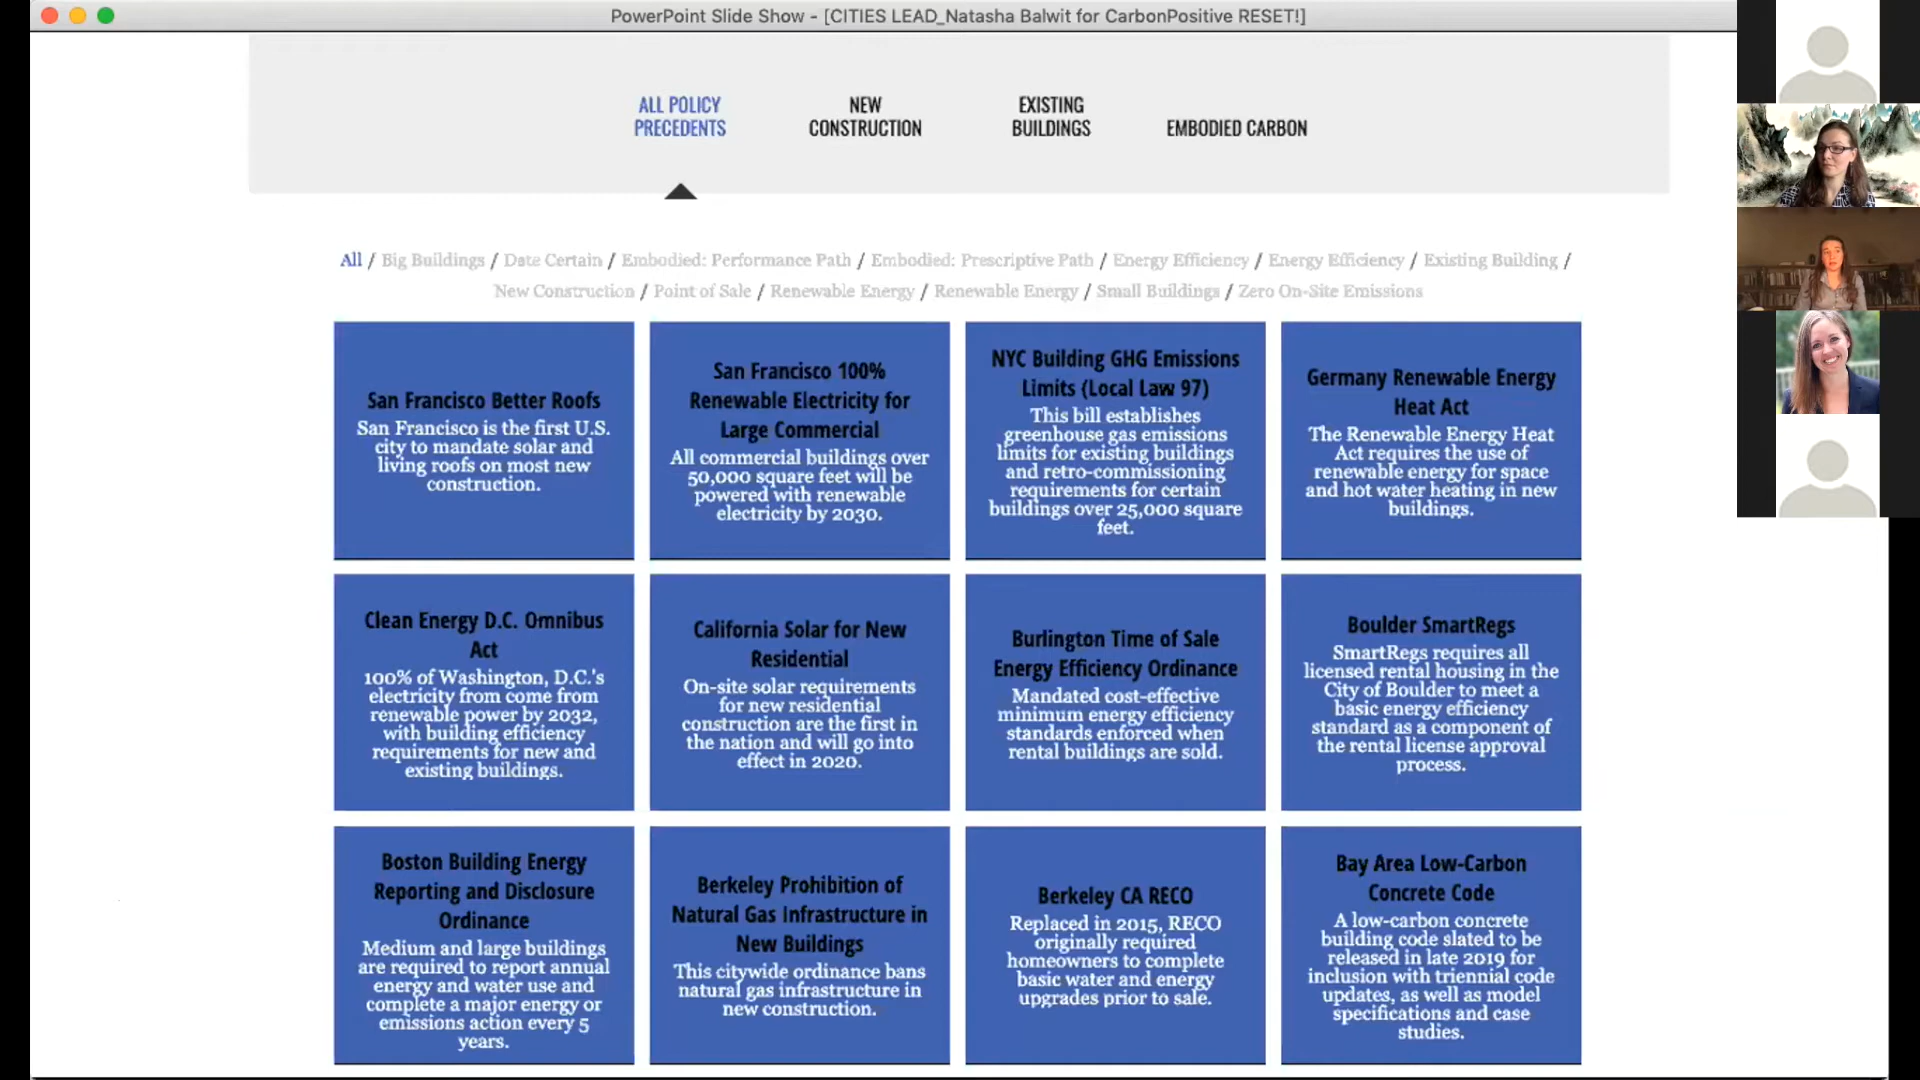 PowerPoint Slide Show - [CITIES LEAD_Natasha Balwit for CarbonPositive RESET!]
ALL POLICY
PRECEDENTS
NEW
CONSTRUCTION
EXISTING
BUILDINGS
EMBODIED CARBON
All / Big Buildings / Date Certain / Embodied: Performance Path / Embodied: Prescriptive Path / Energy Efficiency / Energy Efficiency / Existing Building /
New Construction / Point of Sale / Renewable Energy / Renewable Energy / Small Buildings / Zero On-Site Emissions
San Francisco Better Roofs
San Francisco is the first U.S.
city to mandate solar and
living roofs on most new
construction.
San Francisco 100%
Renewable Electricity for
Large Commercial
All commercial buildings over
50,000 square feet will be
powered with renewable
electricity by 2030.
NYC Building GHG Emissions
Limits (Local Law 97)
This bill establishes
greenhouse gas emissions
limits for existing buildings
and retro-commissioning
requirements for certain
buildings over 25,000 square
feet.
Germany Renewable Energy
Heat Act
The Renewable Energy Heat
Act requires the use of
renewable energy for space
and hot water heating in new
buildings.
Clean Energy D.C. Omnibus
Act
100% of Washington, D.C.'s
electricity from come from
renewable power by 2032,
with building efficiency
requirements for new and
existing buildings.
California Solar for New
Residential
On-site solar requirements
for new residential
construction are the first in
the nation and will go into
effect in 2020.
Burlington Time of Sale
Energy Efficiency Ordinance
Mandated cost-effective
minimum energy efficiency
standards enforced when
rental buildings are sold.
Boulder SmartRegs
SmartRegs requires all
licensed rental housing in the
City of Boulder to meet a
basic energy efficiency
standard as a component of
the rental license approval
process.
Boston Building Energy
Reporting and Disclosure
Ordinance
Medium and large buildings
are required to report annual
energy and water use and
complete a major energy or
emissions action every 5
years.
Berkeley Prohibition of
Natural Gas Infrastructure in
New Buildings
This citywide ordinance bans
natural gas infrastructure in
new construction.
Berkeley CA RECO
Replaced in 2015, RECO
originally required
homeowners to complete
basic water and energy
upgrades prior to sale.
Bay Area Low-Carbon
Concrete Code
A low-carbon concrete
building code slated to be
released in late 2019 for
inclusion with triennial code
updates, as well as model
specifications and case
studies.